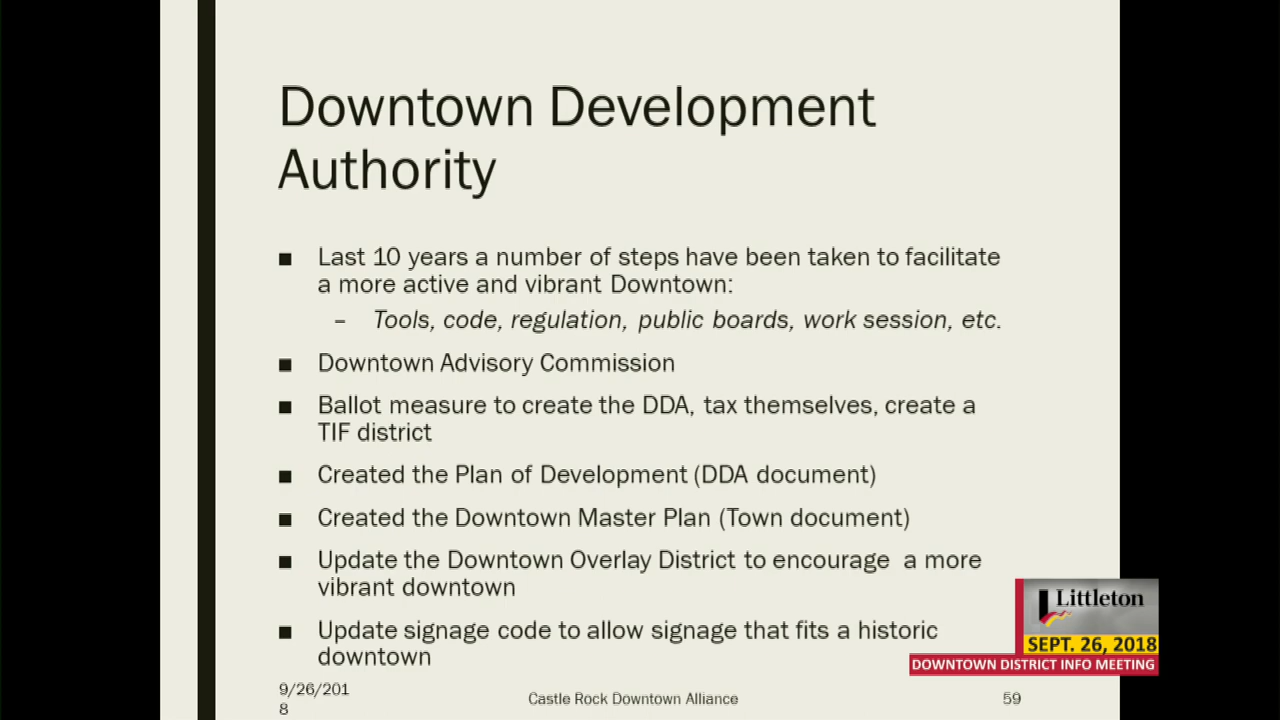 Downtown Development
Authority
■ Last 10 years a number of steps have been taken to facilitate
a more active and vibrant Downtown:
– Tools, code, regulation, public boards, work session, etc.
■ Downtown Advisory Commission
■ Ballot measure to create the DDA, tax themselves, create a
TIF district
■ Created the Plan of Development (DDA document)
■ Created the Downtown Master Plan (Town document)
■ Update the Downtown Overlay District to encourage a more
vibrant downtown
■ Update signage code to allow signage that fits a historic
downtown
Littleton
SEPT. 26, 2018
DOWNTOWN DISTRICT INFO MEETING
9/26/201
8
Castle Rock Downtown Alliance
59